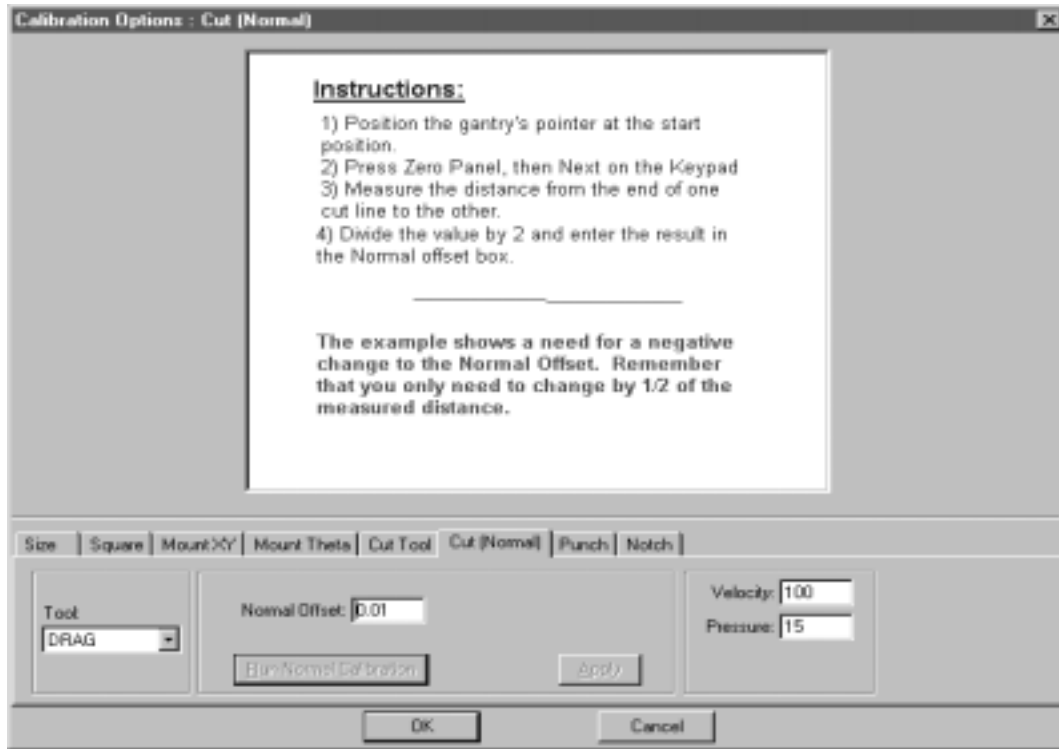 Calibration Options : Cut (Normal)
Instructions:
1) Position the gantry's pointer at the start
position.
2) Press Zero Panel, then Next on the Keypad
3) Measure the distance from the end of one
cut line to the other.
4) Divide the value by 2 and enter the result in
the Normal offset box.
The example shows a need for a negative
change to the Normal Offset. Remember
that you only need to change by 1/2 of the
measured distance.
Size Square Mount XY Mount Theta Cut Tool Cut (Normal) Punch Notch
Tool:
DRAG
Normal Offset: 0.01
Run Normal Calibration
Apply
Velocity: 100
Pressure: 15
OK
Cancel